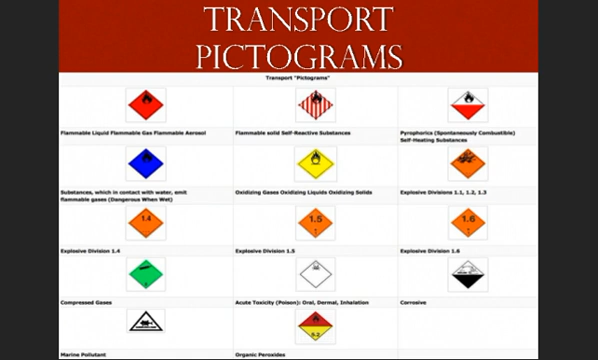 TRANSPORT
PICTOGRAMS
Transport "Pictograms"
Flammable Liquid Flammable Gas Flammable Aerosol
Flammable solid Self-Reactive Substances
Pyrophorics (Spontaneously Combustible)
Self-Heating Substances
Substances, which in contact with water, emit
flammable gases (Dangerous When Wet)
Oxidizing Gases Oxidizing Liquids Oxidizing Solids
Explosive Divisions 1.1, 1.2, 1.3
1.4
1.5
1.6
Explosive Division 1.4
Explosive Division 1.5
Explosive Division 1.6
Compressed Gases
Acute Toxicity (Poison): Oral, Dermal, Inhalation
Corrosive
5.2
Marine Pollutant
Organic Peroxides